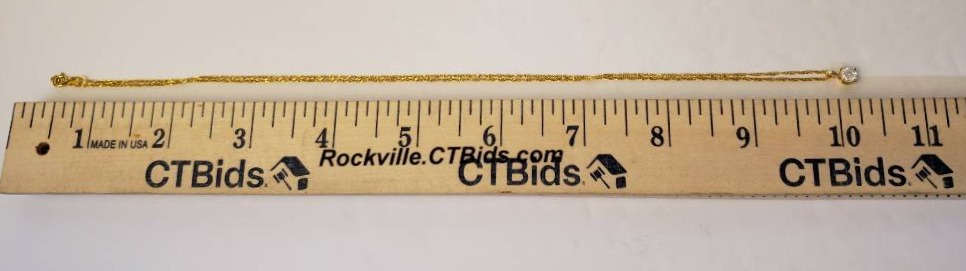 1 MADE IN USA 2 3 4 5 6 7 8 9 10 11
Rockville.CTBids.com
CTBids. CTBids. CTBids.